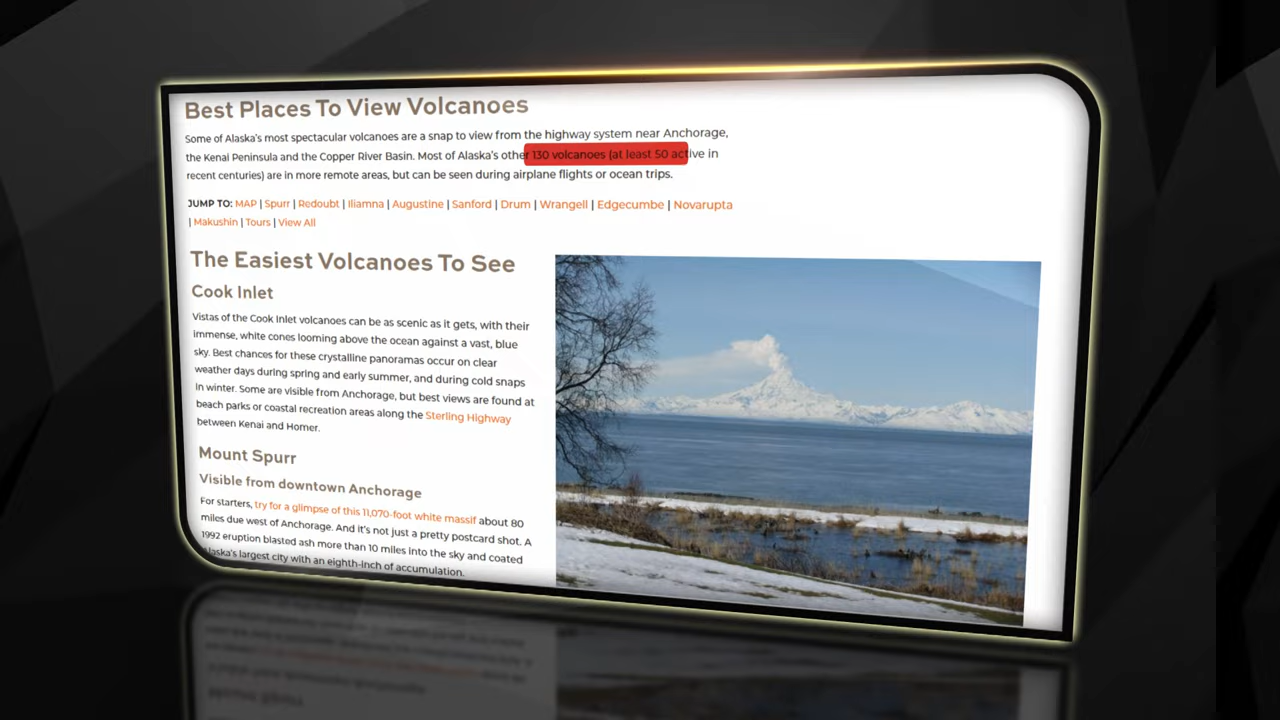 Best Places To View Volcanoes
Some of Alaska's most spectacular volcanoes are a snap to view from the highway system near Anchorage,
the Kenai Peninsula and the Copper River Basin. Most of Alaska's other 130 volcanoes (at least 50 active in
recent centuries) are in more remote areas, but can be seen during airplane flights or ocean trips.
JUMP TO: MAP | Spurr | Redoubt | Iliamna | Augustine | Sanford | Drum | Wrangell | Edgecumbe | Novarupta
| Makushin | Tours | View All
The Easiest Volcanoes To See
Cook Inlet
Vistas of the Cook Inlet volcanoes can be as scenic as it gets, with their
immense, white cones looming above the ocean against a vast, blue
sky. Best chances for these crystalline panoramas occur on clear
weather days during spring and early summer, and during cold snaps
in winter. Some are visible from Anchorage, but best views are found at
beach parks or coastal recreation areas along the Sterling Highway
between Kenai and Homer.
Mount Spurr
Visible from downtown Anchorage
For starters, try for a glimpse of this 11,070-foot white massif about 80
miles due west of Anchorage. And it's not just a pretty postcard shot. A
1992 eruption blasted ash more than 10 miles into the sky and coated
Alaska's largest city with an eighth-inch of accumulation.